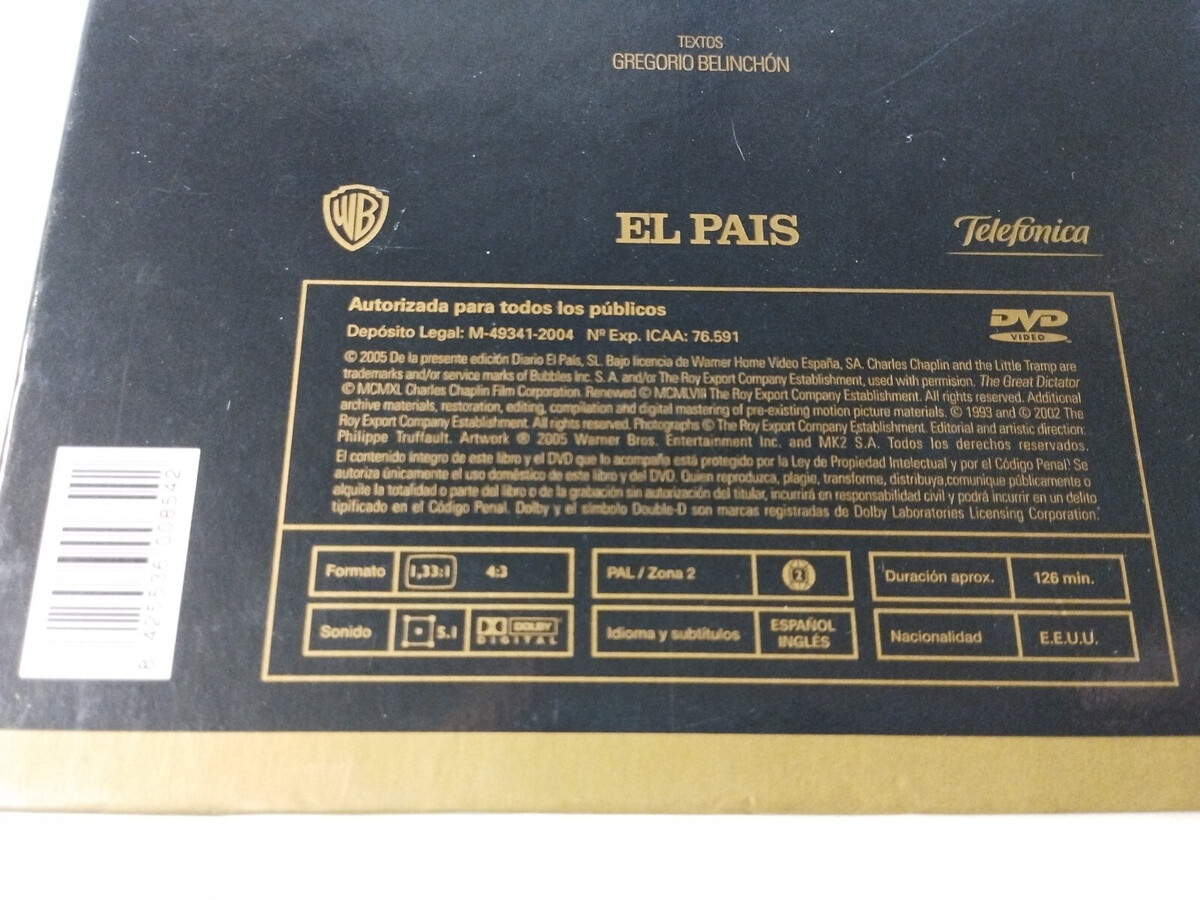 TEXTOS
GREGORIO BELINCHÓN
WB
EL PAIS
Telefónica
Autorizada para todos los públicos
Depósito Legal: M-49341-2004 Nº Exp. ICAA: 76.591
DVD
VIDEO
© 2005 De la presente edición Diario El País, SL. Bajo licencia de Warner Home Video España, SA. Charles Chaplin and the Little Tramp are
trademarks and/or service marks of Bubbles Inc. S. A. and/or The Roy Export Company Establishment, used with permision. The Great Dictator
© MCMXL Charles Chaplin Film Corporation. Renewed © MCMLVIII The Roy Export Company Establishment. All rights reserved. Additional
archive materials, restoration, editing, compilation and digital mastering of pre-existing motion picture materials. © 1993 and © 2002 The
Roy Export Company Establishment. All rights reserved. Photographs © The Roy Export Company Establishment. Editorial and artistic direction:
Philippe Truffault. Artwork ® 2005 Warner Bros. Entertainment Inc. and MK2 S.A. Todos los derechos reservados.
El contenido íntegro de este libro y el DVD que lo acompaña está protegido por la Ley de Propiedad Intelectual y por el Código Penal. Se
autoriza únicamente el uso doméstico de este libro y del DVD. Quien reproduzca, plagie, transforme, distribuya,comunique públicamente o
alquile la totalidad o parte del libro o de la grabación sin autorización del titular, incurrirá en responsabilidad civil y podrá incurrir en un delito
tipificado en el Código Penal. Dolby y el símbolo Double-D son marcas registradas de Dolby Laboratories Licensing Corporation.
Formato 1,33:1 4:3
PAL / Zona 2 2
Duración aprox. 126 min.
Sonido 5.1 DOLBY
DIGITAL
Idioma y subtítulos ESPAÑOL
INGLÉS
Nacionalidad E.E.U.U.
8 425536 008542